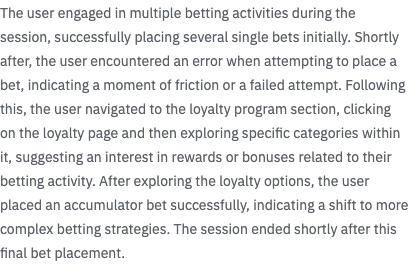 The user engaged in multiple betting activities during the
session, successfully placing several single bets initially. Shortly
after, the user encountered an error when attempting to place a
bet, indicating a moment of friction or a failed attempt. Following
this, the user navigated to the loyalty program section, clicking
on the loyalty page and then exploring specific categories within
it, suggesting an interest in rewards or bonuses related to their
betting activity. After exploring the loyalty options, the user
placed an accumulator bet successfully, indicating a shift to more
complex betting strategies. The session ended shortly after this
final bet placement.